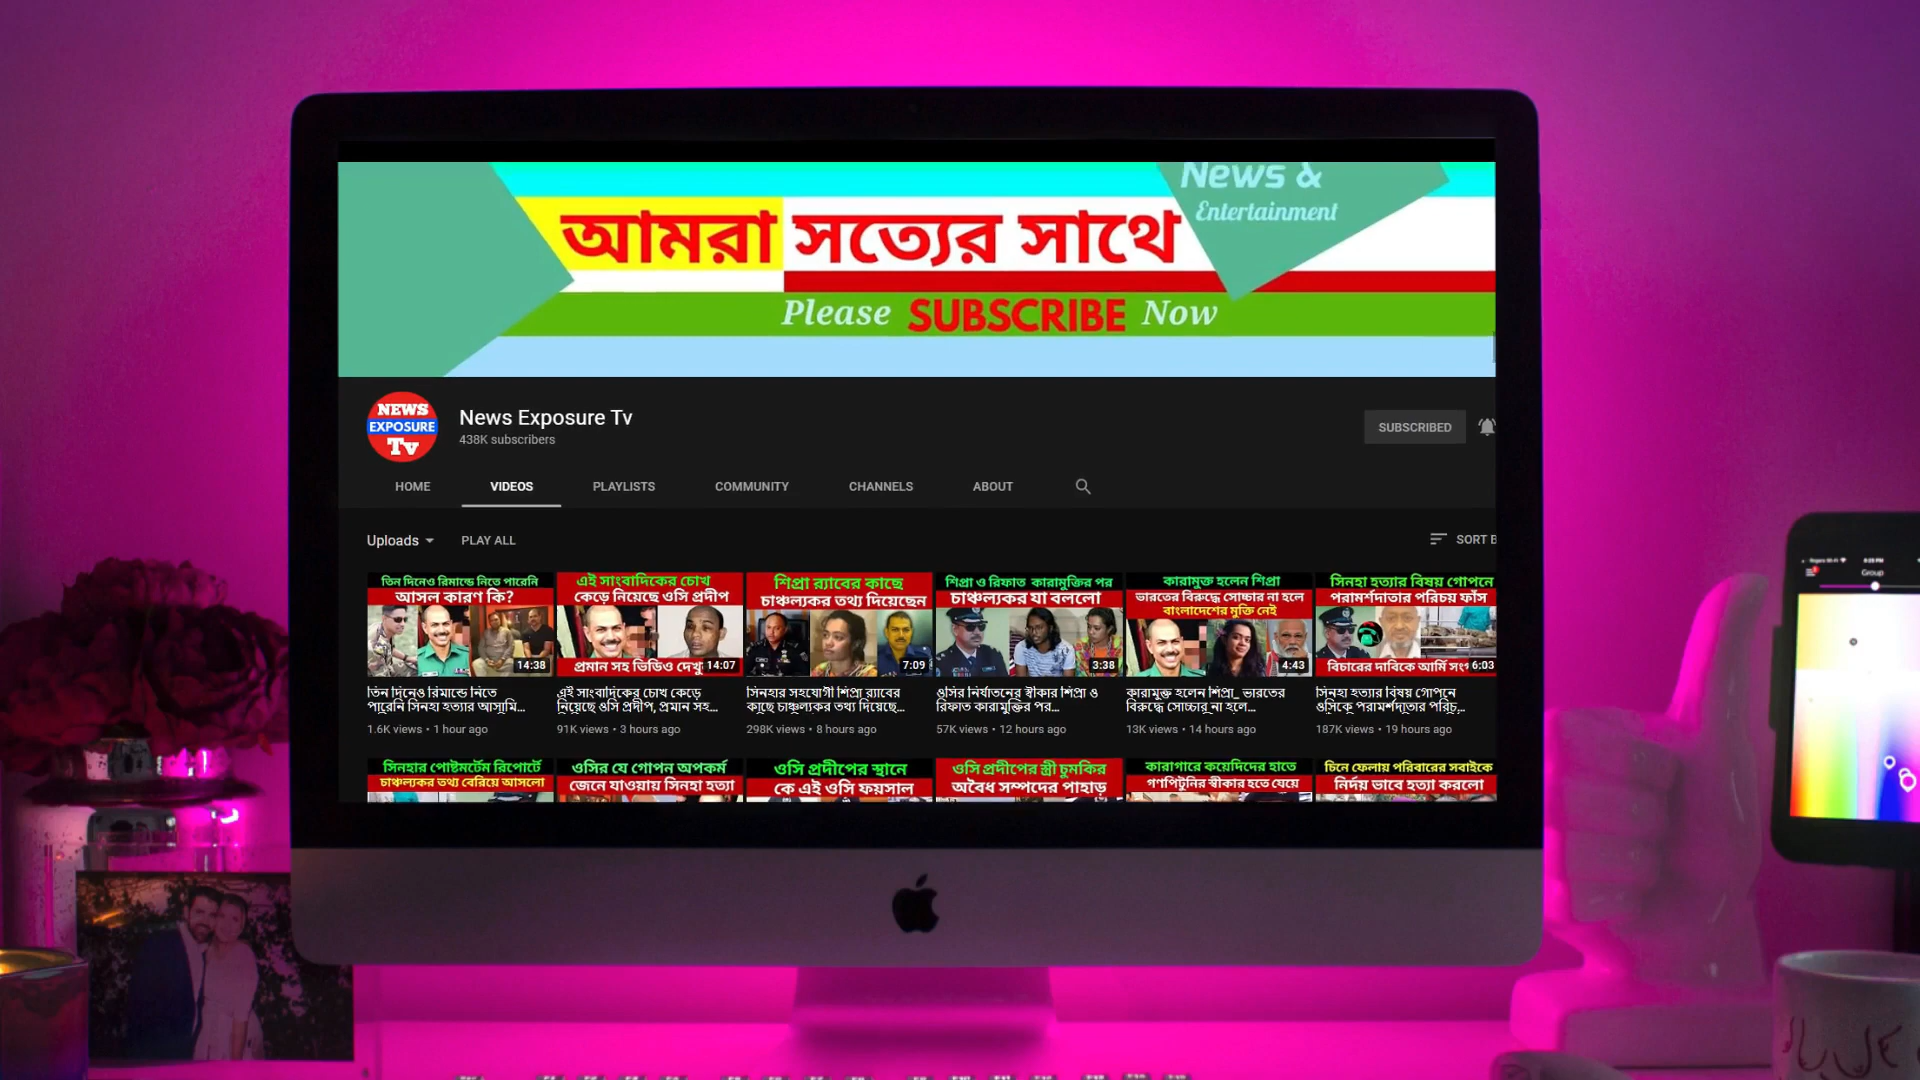 News &
Entertainment
আমরা সত্যের সাথে
Please SUBSCRIBE Now
NEWS
EXPOSURE
Tv
News Exposure Tv
438K subscribers
SUBSCRIBED
HOME
VIDEOS
PLAYLISTS
COMMUNITY
CHANNELS
ABOUT
Uploads
PLAY ALL
SORT B
তিন দিনেও রিমান্ডে নিতে পারেনি
আসল কারণ কি?
14:38
তিন দিনেও রিমান্ডে নিতে
পারেনি সিনহা হত্যার আসামি...
1.6K views • 1 hour ago
এই সাংবাদিকের চোখ
কেড়ে নিয়েছে ওসি প্রদীপ
প্রমান সহ ভিডিও দেখু
14:07
এই সাংবাদিকের চোখ কেড়ে
নিয়েছে ওসি প্রদীপ, প্রমান সহ...
91K views • 3 hours ago
শিপ্রা র‍্যাবের কাছে
চাঞ্চল্যকর তথ্য দিয়েছেন
7:09
সিনহার সহযোগী শিপ্রা র‍্যাবের
কাছে চাঞ্চল্যকর তথ্য দিয়েছে...
298K views • 8 hours ago
শিপ্রা ও রিফাত কারামুক্তির পর
চাঞ্চল্যকর যা বললো
3:38
ওসির নির্যাতনের স্বীকার শিপ্রা ও
রিফাত কারামুক্তির পর...
57K views • 12 hours ago
কারামুক্ত হলেন শিপ্রা
ভারতের বিরুদ্ধে সোচ্চার না হলে
বাংলাদেশের মুক্তি নেই
4:43
কারামুক্ত হলেন শিপ্রা_ ভারতের
বিরুদ্ধে সোচ্চার না হলে...
13K views • 14 hours ago
সিনহা হত্যার বিষয় গোপনে
পরামর্শদাতার পরিচয় ফাঁস
বিচারের দাবিকে আর্মি সং
6:03
সিনহা হত্যার বিষয় গোপনে
ওসিকে পরামর্শদাতার পরিচ...
187K views • 19 hours ago
সিনহার পোষ্টমর্টেম রিপোর্টে
চাঞ্চল্যকর তথ্য বেরিয়ে আসলো
ওসির যে গোপন অপকর্ম
জেনে যাওয়ায় সিনহা হত্যা
ওসি প্রদীপের স্থানে
কে এই ওসি ফয়সাল
ওসি প্রদীপের স্ত্রী চুমকির
অবৈধ সম্পদের পাহাড়
কারাগারে কয়েদিদের হাতে
গণপিটুনির স্বীকার হতে যেয়ে
চিনে ফেলায় পরিবারের সবাইকে
নির্দয় ভাবে হত্যা করলো
Group